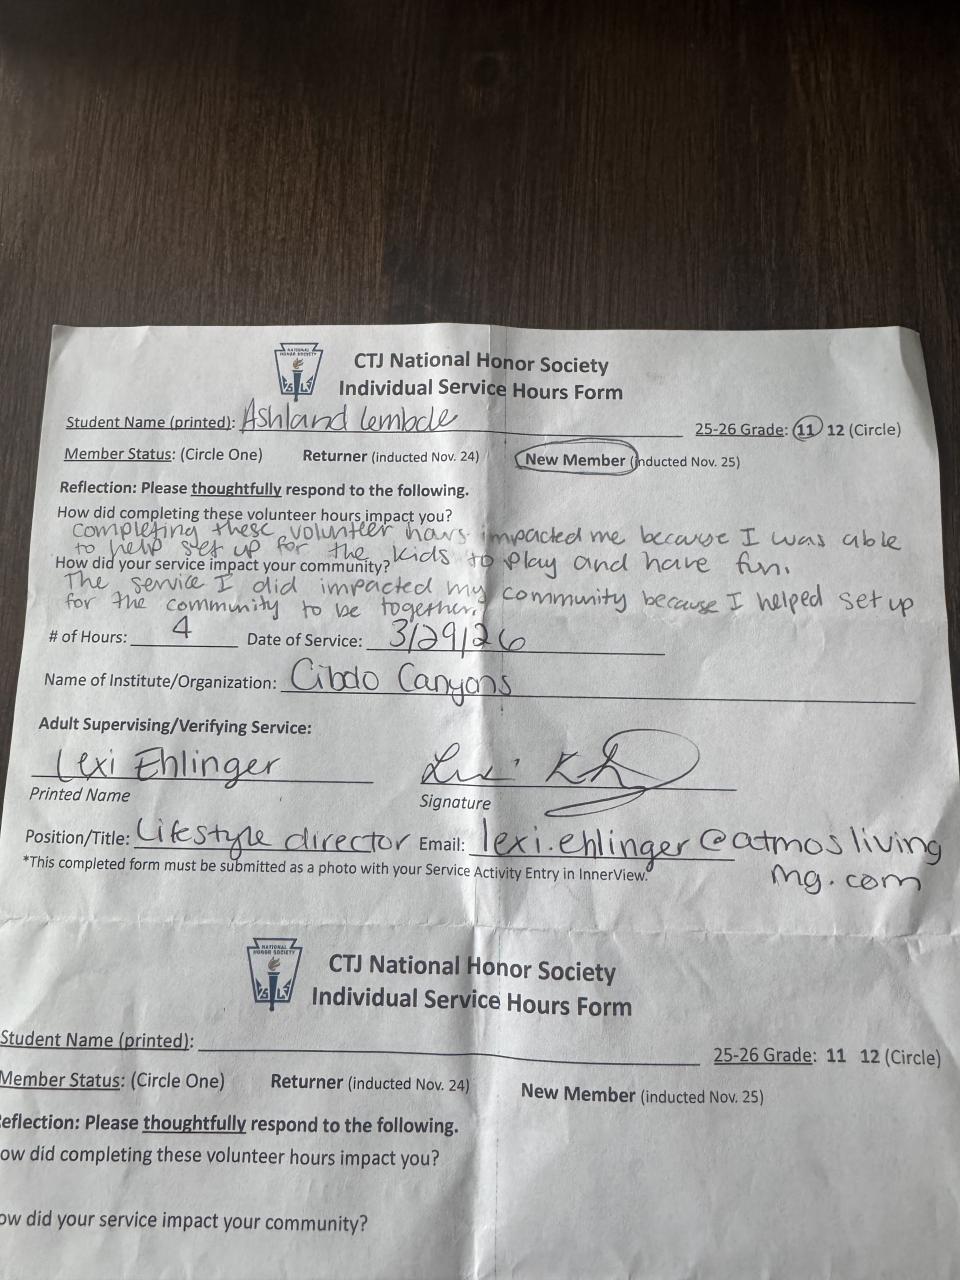 NATIONAL HONOR SOCIETY
CTJ National Honor Society
Individual Service Hours Form
Student Name (printed): Ashland Lembcle
25-26 Grade: 11 12 (Circle)
Member Status: (Circle One) Returner (inducted Nov. 24) New Member (inducted Nov. 25)
Reflection: Please thoughtfully respond to the following.
How did completing these volunteer hours impact you?
Completing these volunteer hours impacted me because I was able
to help set up for the kids to play and have fun.
How did your service impact your community?
The service I did impacted my community because I helped set up
for the community to be together.
# of Hours: 4 Date of Service: 3/29/26
Name of Institute/Organization: Cibdo Canyons
Adult Supervising/Verifying Service:
Lexi Ehlinger
Printed Name Signature
Position/Title: Lifestyle director Email: lexi.ehlinger@atmosliving
mg.com
*This completed form must be submitted as a photo with your Service Activity Entry in InnerView.
NATIONAL HONOR SOCIETY
CTJ National Honor Society
Individual Service Hours Form
Student Name (printed):
25-26 Grade: 11 12 (Circle)
Member Status: (Circle One) Returner (inducted Nov. 24) New Member (inducted Nov. 25)
eflection: Please thoughtfully respond to the following.
ow did completing these volunteer hours impact you?
ow did your service impact your community?